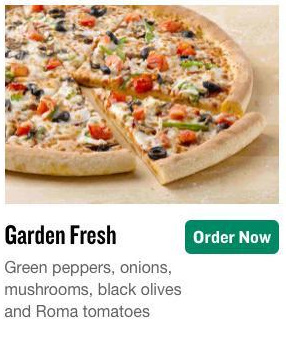 Garden Fresh
Order Now
Green peppers, onions,
mushrooms, black olives
and Roma tomatoes